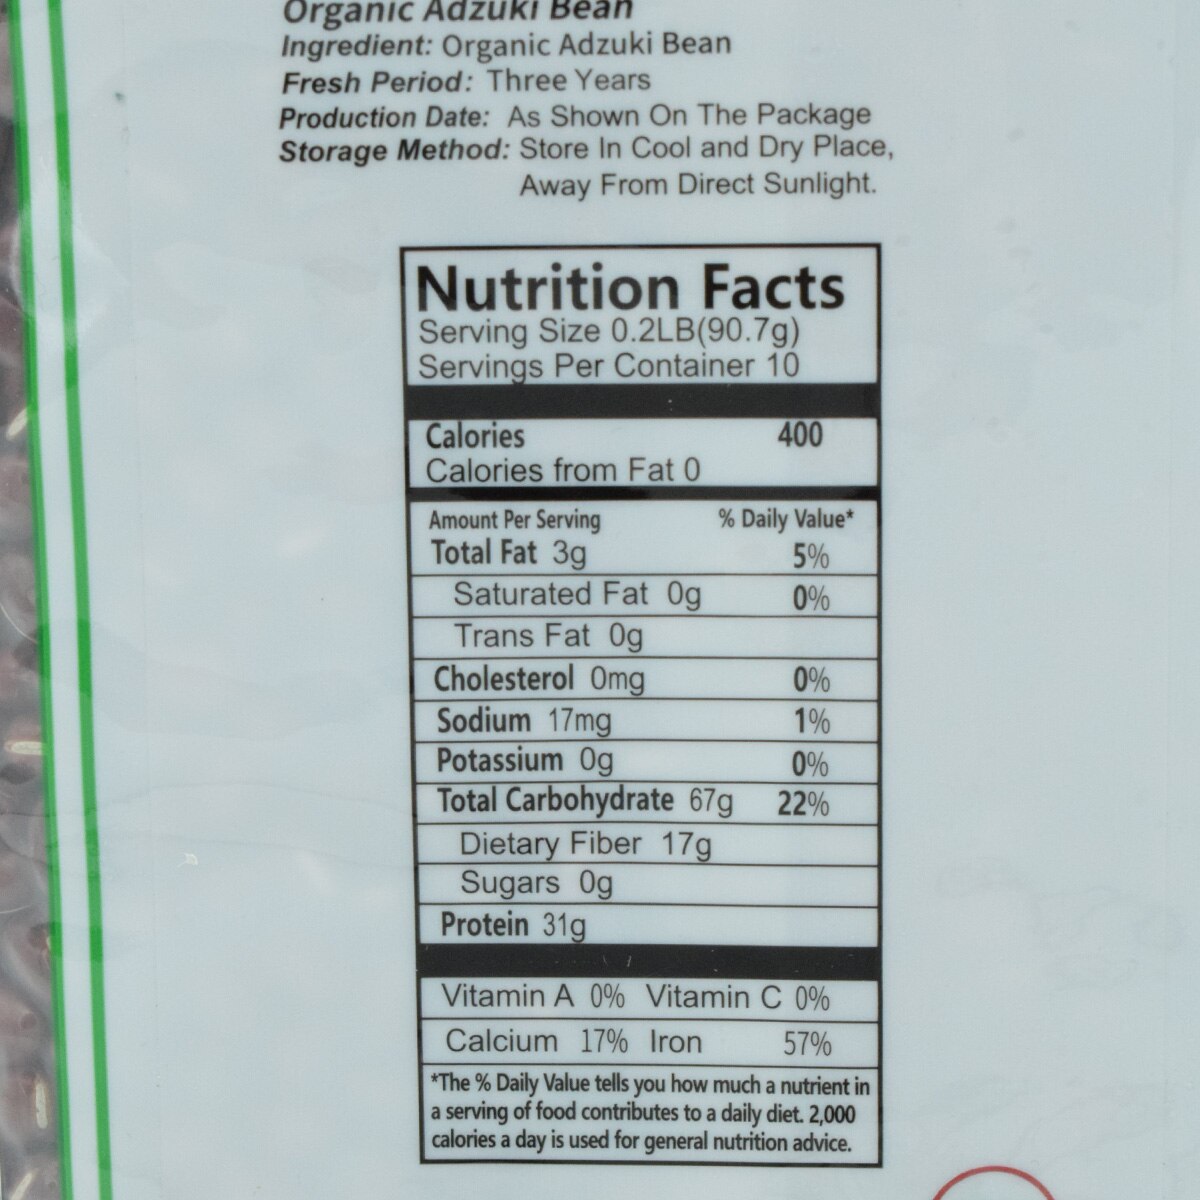 Organic Adzuki Bean
Ingredient: Organic Adzuki Bean
Fresh Period: Three Years
Production Date: As Shown On The Package
Storage Method: Store In Cool and Dry Place,
Away From Direct Sunlight.
Nutrition Facts
Serving Size 0.2LB(90.7g)
Servings Per Container 10
Calories 400
Calories from Fat 0
Amount Per Serving % Daily Value*
Total Fat 3g 5%
Saturated Fat 0g 0%
Trans Fat 0g
Cholesterol 0mg 0%
Sodium 17mg 1%
Potassium 0g 0%
Total Carbohydrate 67g 22%
Dietary Fiber 17g
Sugars 0g
Protein 31g
Vitamin A 0% Vitamin C 0%
Calcium 17% Iron 57%
*The % Daily Value tells you how much a nutrient in
a serving of food contributes to a daily diet. 2,000
calories a day is used for general nutrition advice.